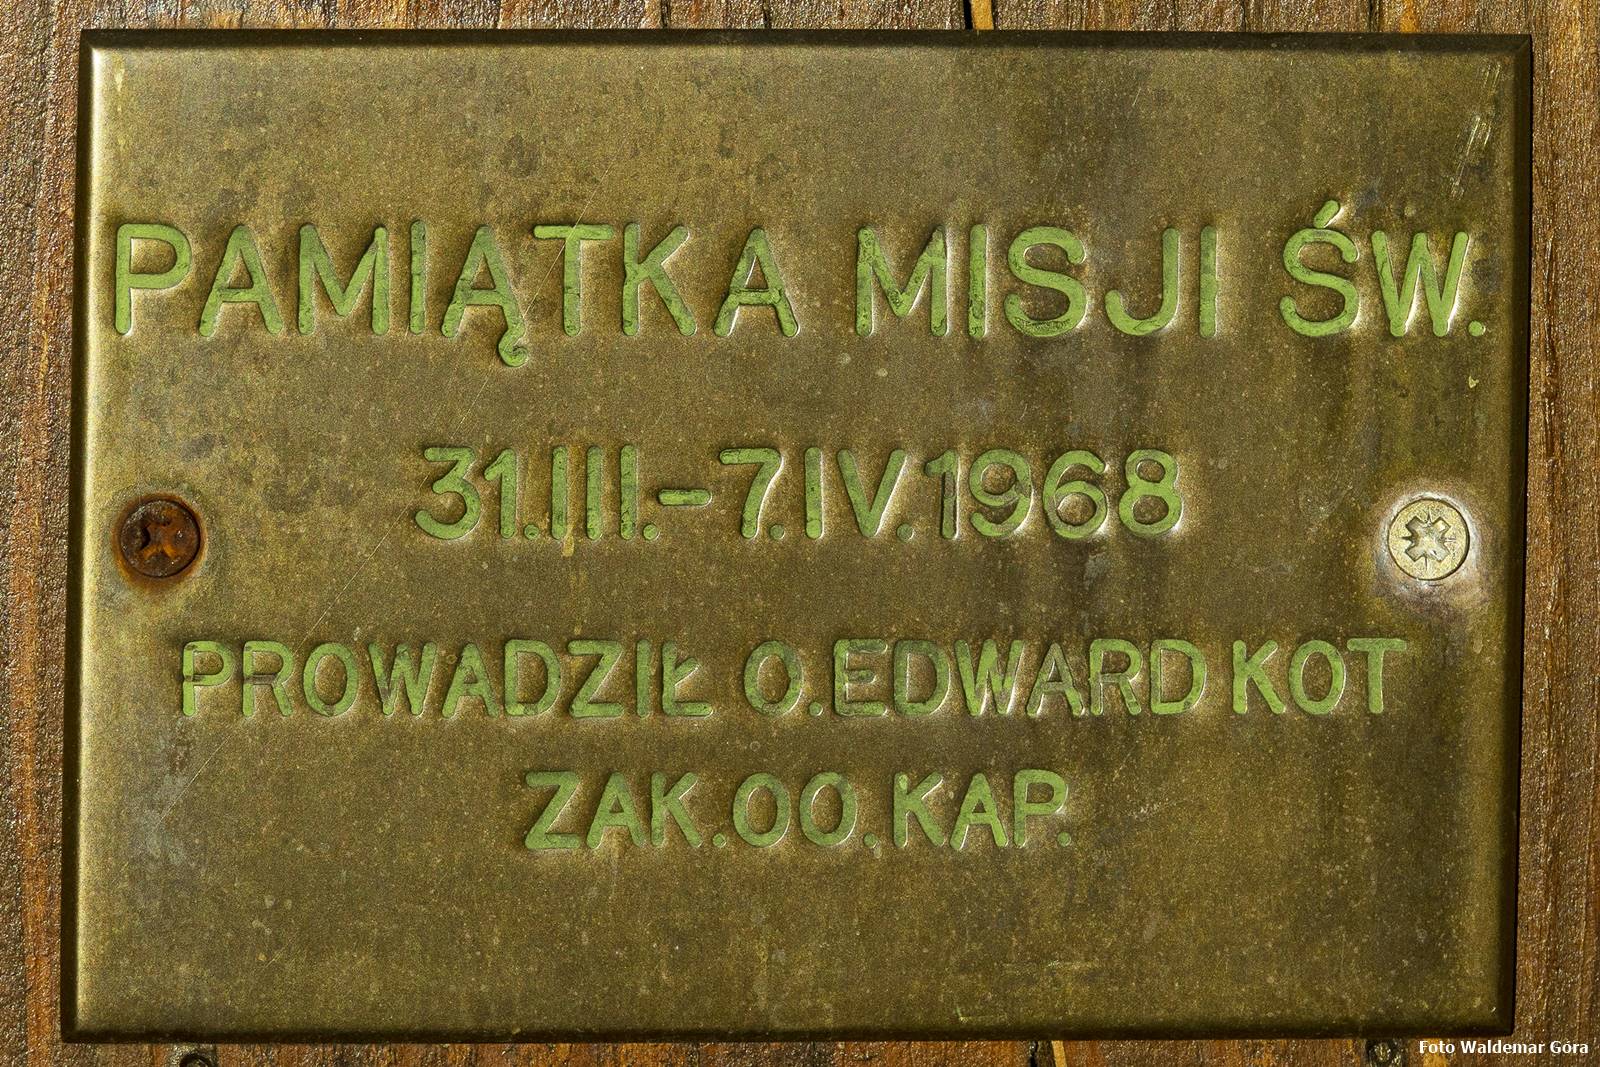 PAMIĄTKA MISJI ŚW.
31.III.-7.IV.1968
PROWADZIŁ O.EDWARD KOT
ZAK.OO.KAP.
Foto Waldemar Góra